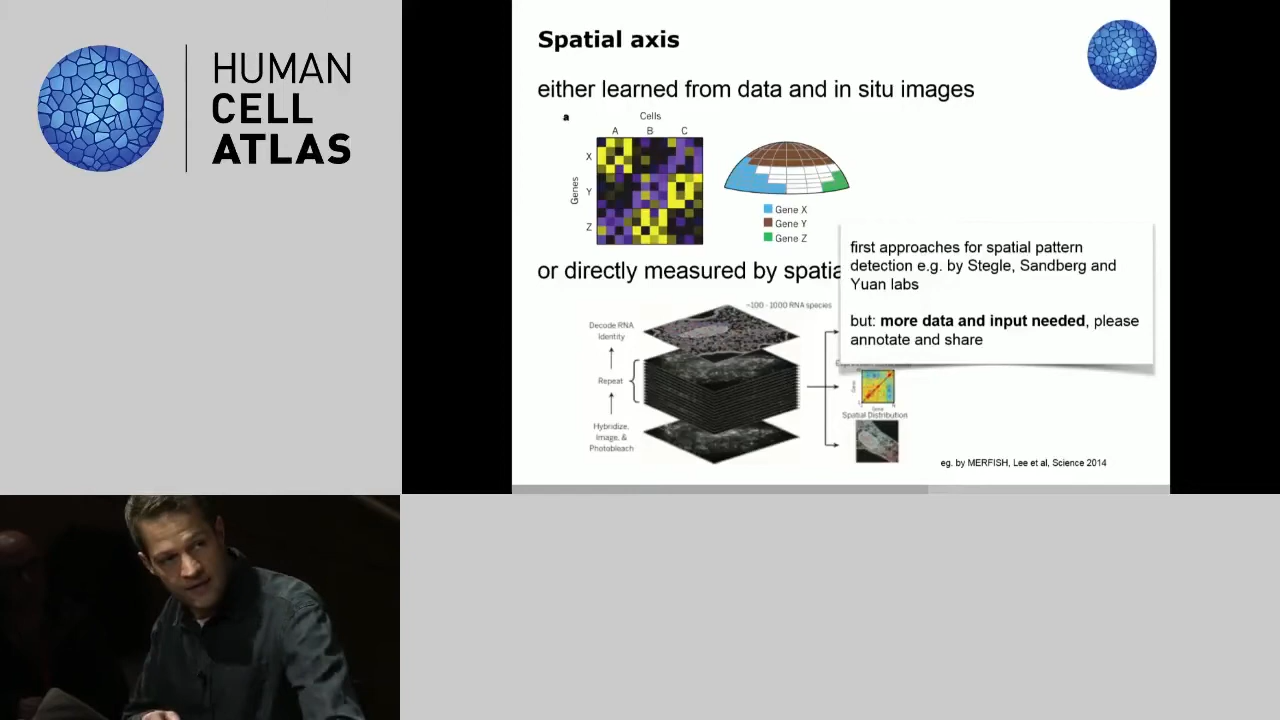 HUMAN
CELL
ATLAS
Spatial axis
either learned from data and in situ images
a
Cells
A B C
Genes
X
Y
Z
Gene X
Gene Y
Gene Z
or directly measured by spatia
first approaches for spatial pattern
detection e.g. by Stegle, Sandberg and
Yuan labs
but: more data and input needed, please
annotate and share
~100 - 1000 RNA species
Decode RNA
Identity
Repeat
Hybridize,
Image, &
Photobleach
Gene
Gene
Spatial Distribution
eg. by MERFISH, Lee et al, Science 2014